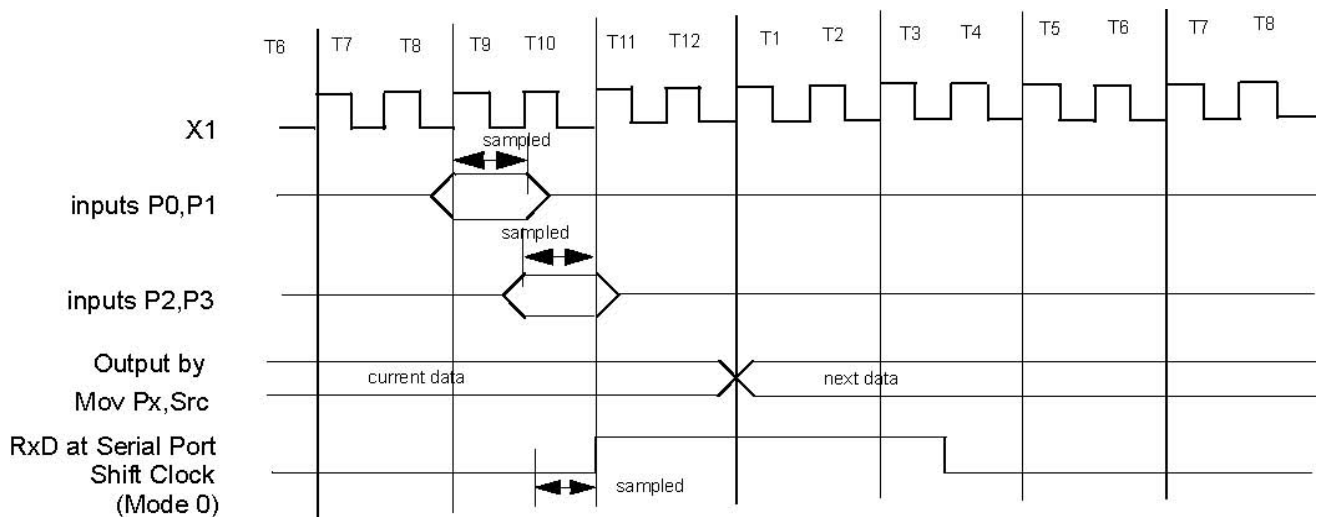 T6 T7 T8 T9 T10 T11 T12 T1 T2 T3 T4 T5 T6 T7 T8
X1
sampled
inputs P0,P1
sampled
inputs P2,P3
Output by
current data next data
Mov Px,Src
RxD at Serial Port
Shift Clock
sampled
(Mode 0)